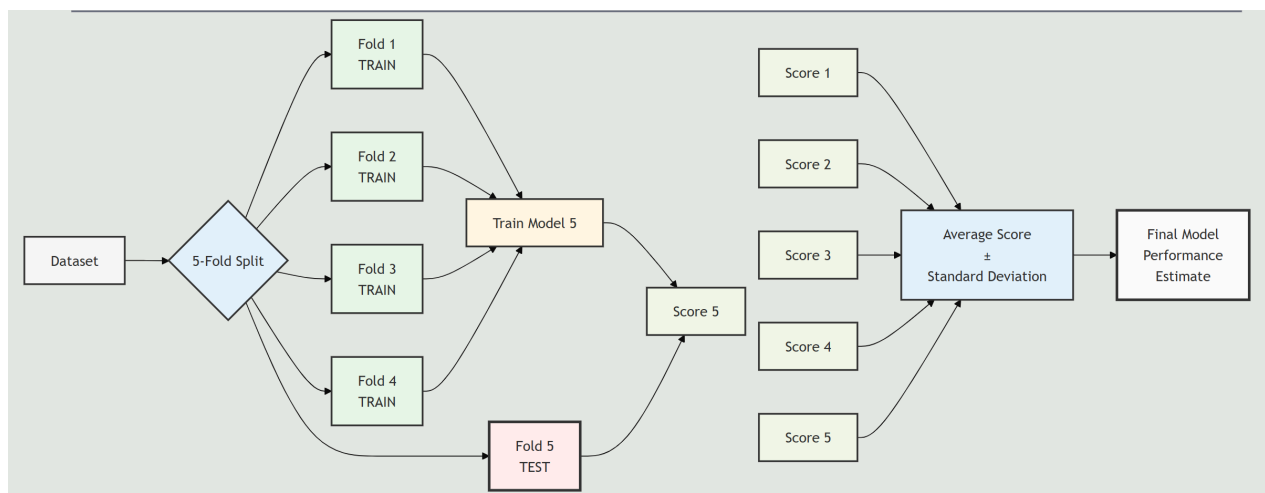 Dataset
5-Fold Split
Fold 1
TRAIN
Fold 2
TRAIN
Fold 3
TRAIN
Fold 4
TRAIN
Train Model 5
Fold 5
TEST
Score 5
Score 1
Score 2
Score 3
Score 4
Score 5
Average Score
±
Standard Deviation
Final Model
Performance
Estimate